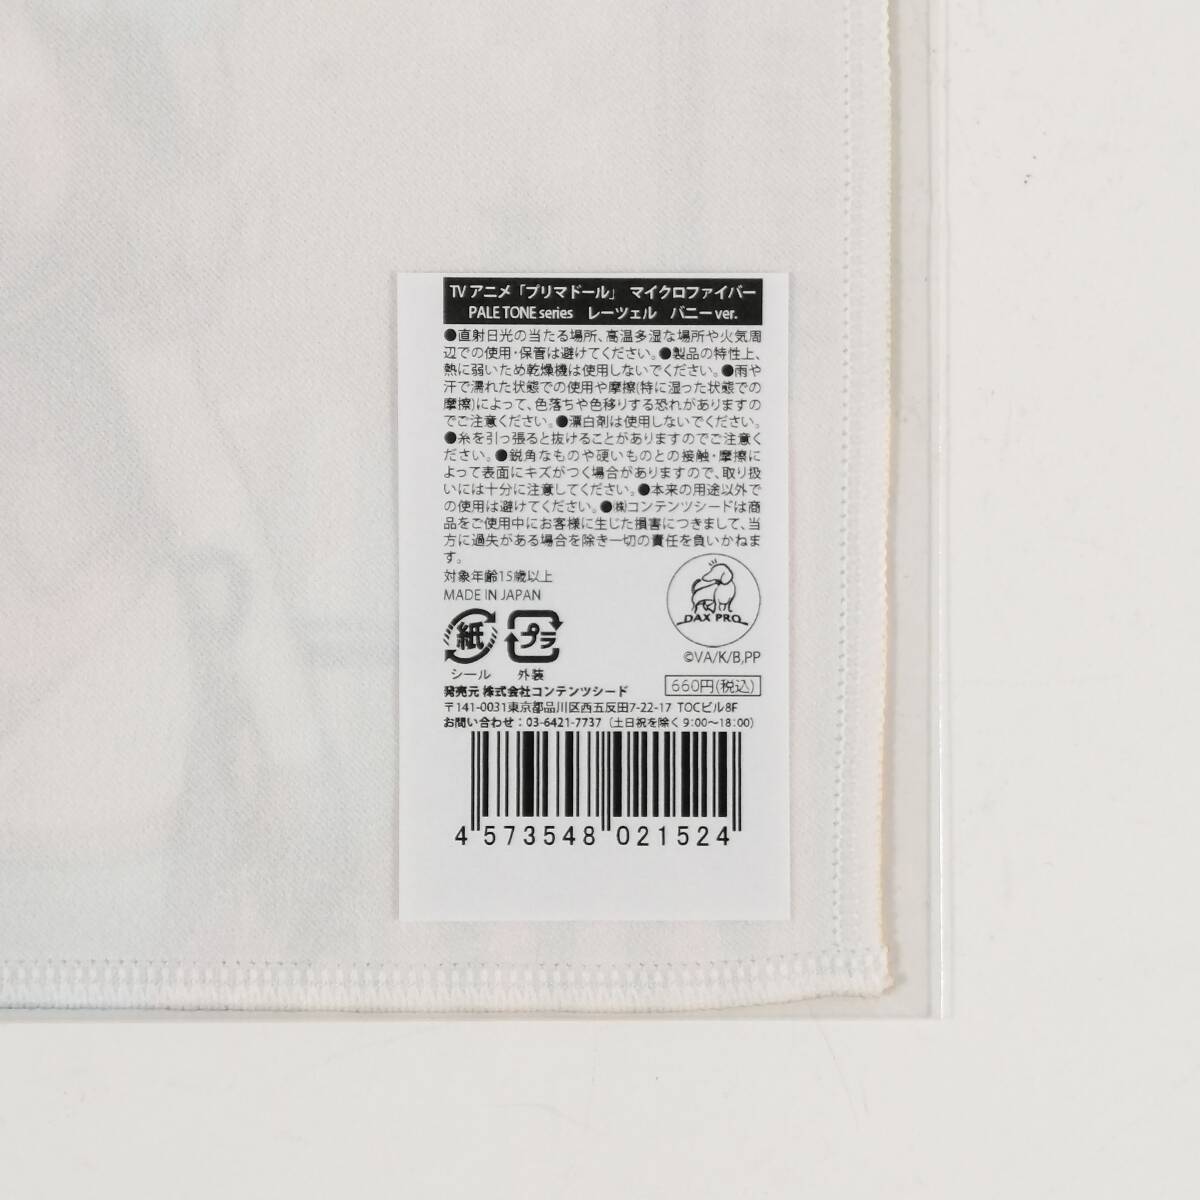 TV アニメ「プリマドール」 マイクロファイバー
PALE TONE series レーツェル バニー ver.
●直射日光の当たる場所、高温多湿な場所や火気周
辺での使用・保管は避けてください。●製品の特性上、
熱に弱いため乾燥機は使用しないでください。●雨や
汗で濡れた状態での使用や摩擦(特に湿った状態での
摩擦)によって、色落ちや色移りする恐れがありますの
でご注意ください。●漂白剤は使用しないでください。
●糸を引っ張ると抜けることがありますのでご注意く
ださい。●鋭角なものや硬いものとの接触・摩擦に
よって表面にキズがつく場合がありますので、取り扱
いには十分に注意してください。●本来の用途以外で
の使用は避けてください。●㈱コンテンツシードは商
品をご使用中にお客様に生じた損害につきまして、当
方に過失がある場合を除き一切の責任を負いかねま
す。
対象年齢15歳以上
MADE IN JAPAN
DAX PRO
紙
プラ
シール
外装
©VA/K/B,PP
発売元 株式会社コンテンツシード
660円(税込)
〒141-0031東京都品川区西五反田7-22-17 TOCビル8F
お問い合わせ：03-6421-7737（土日祝を除く 9:00～18:00）
4 573548 021524